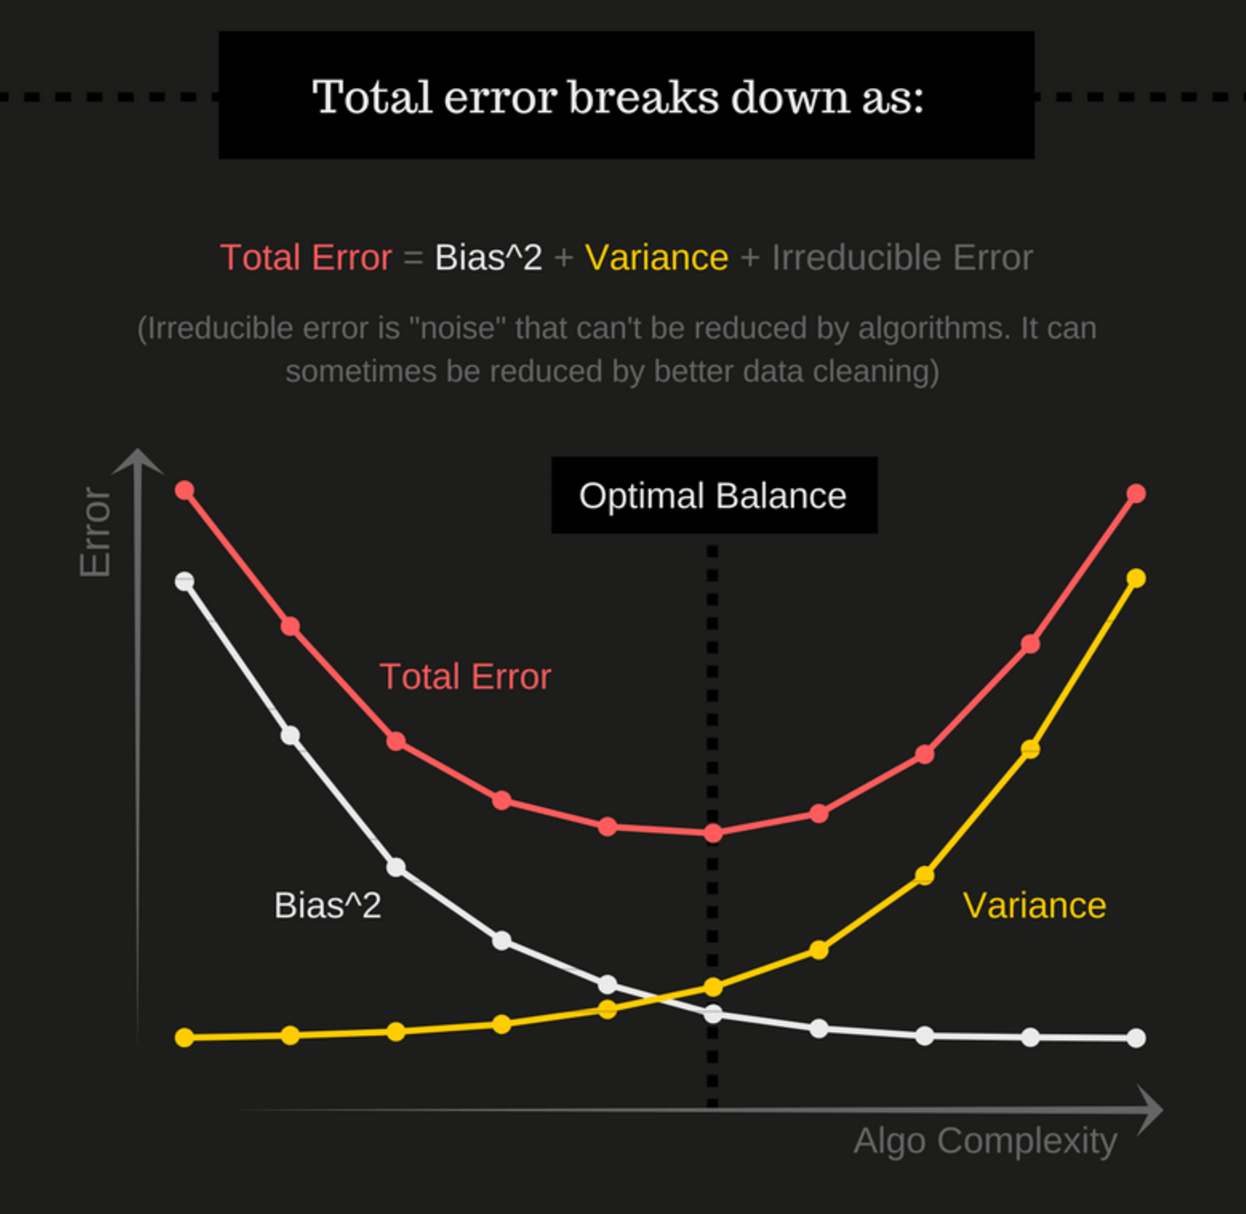 Total error breaks down as:
Total Error = Bias^2 + Variance + Irreducible Error
(Irreducible error is "noise" that can't be reduced by algorithms. It can
sometimes be reduced by better data cleaning)
Error
Optimal Balance
Total Error
Bias^2
Variance
Algo Complexity